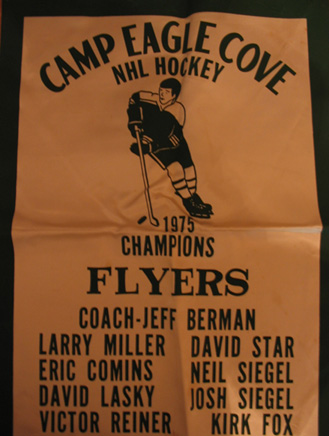 CAMP EAGLE COVE
NHL HOCKEY
1975
CHAMPIONS
FLYERS
COACH-JEFF BERMAN
LARRY MILLER DAVID STAR
ERIC COMINS NEIL SIEGEL
DAVID LASKY JOSH SIEGEL
VICTOR REINER KIRK FOX